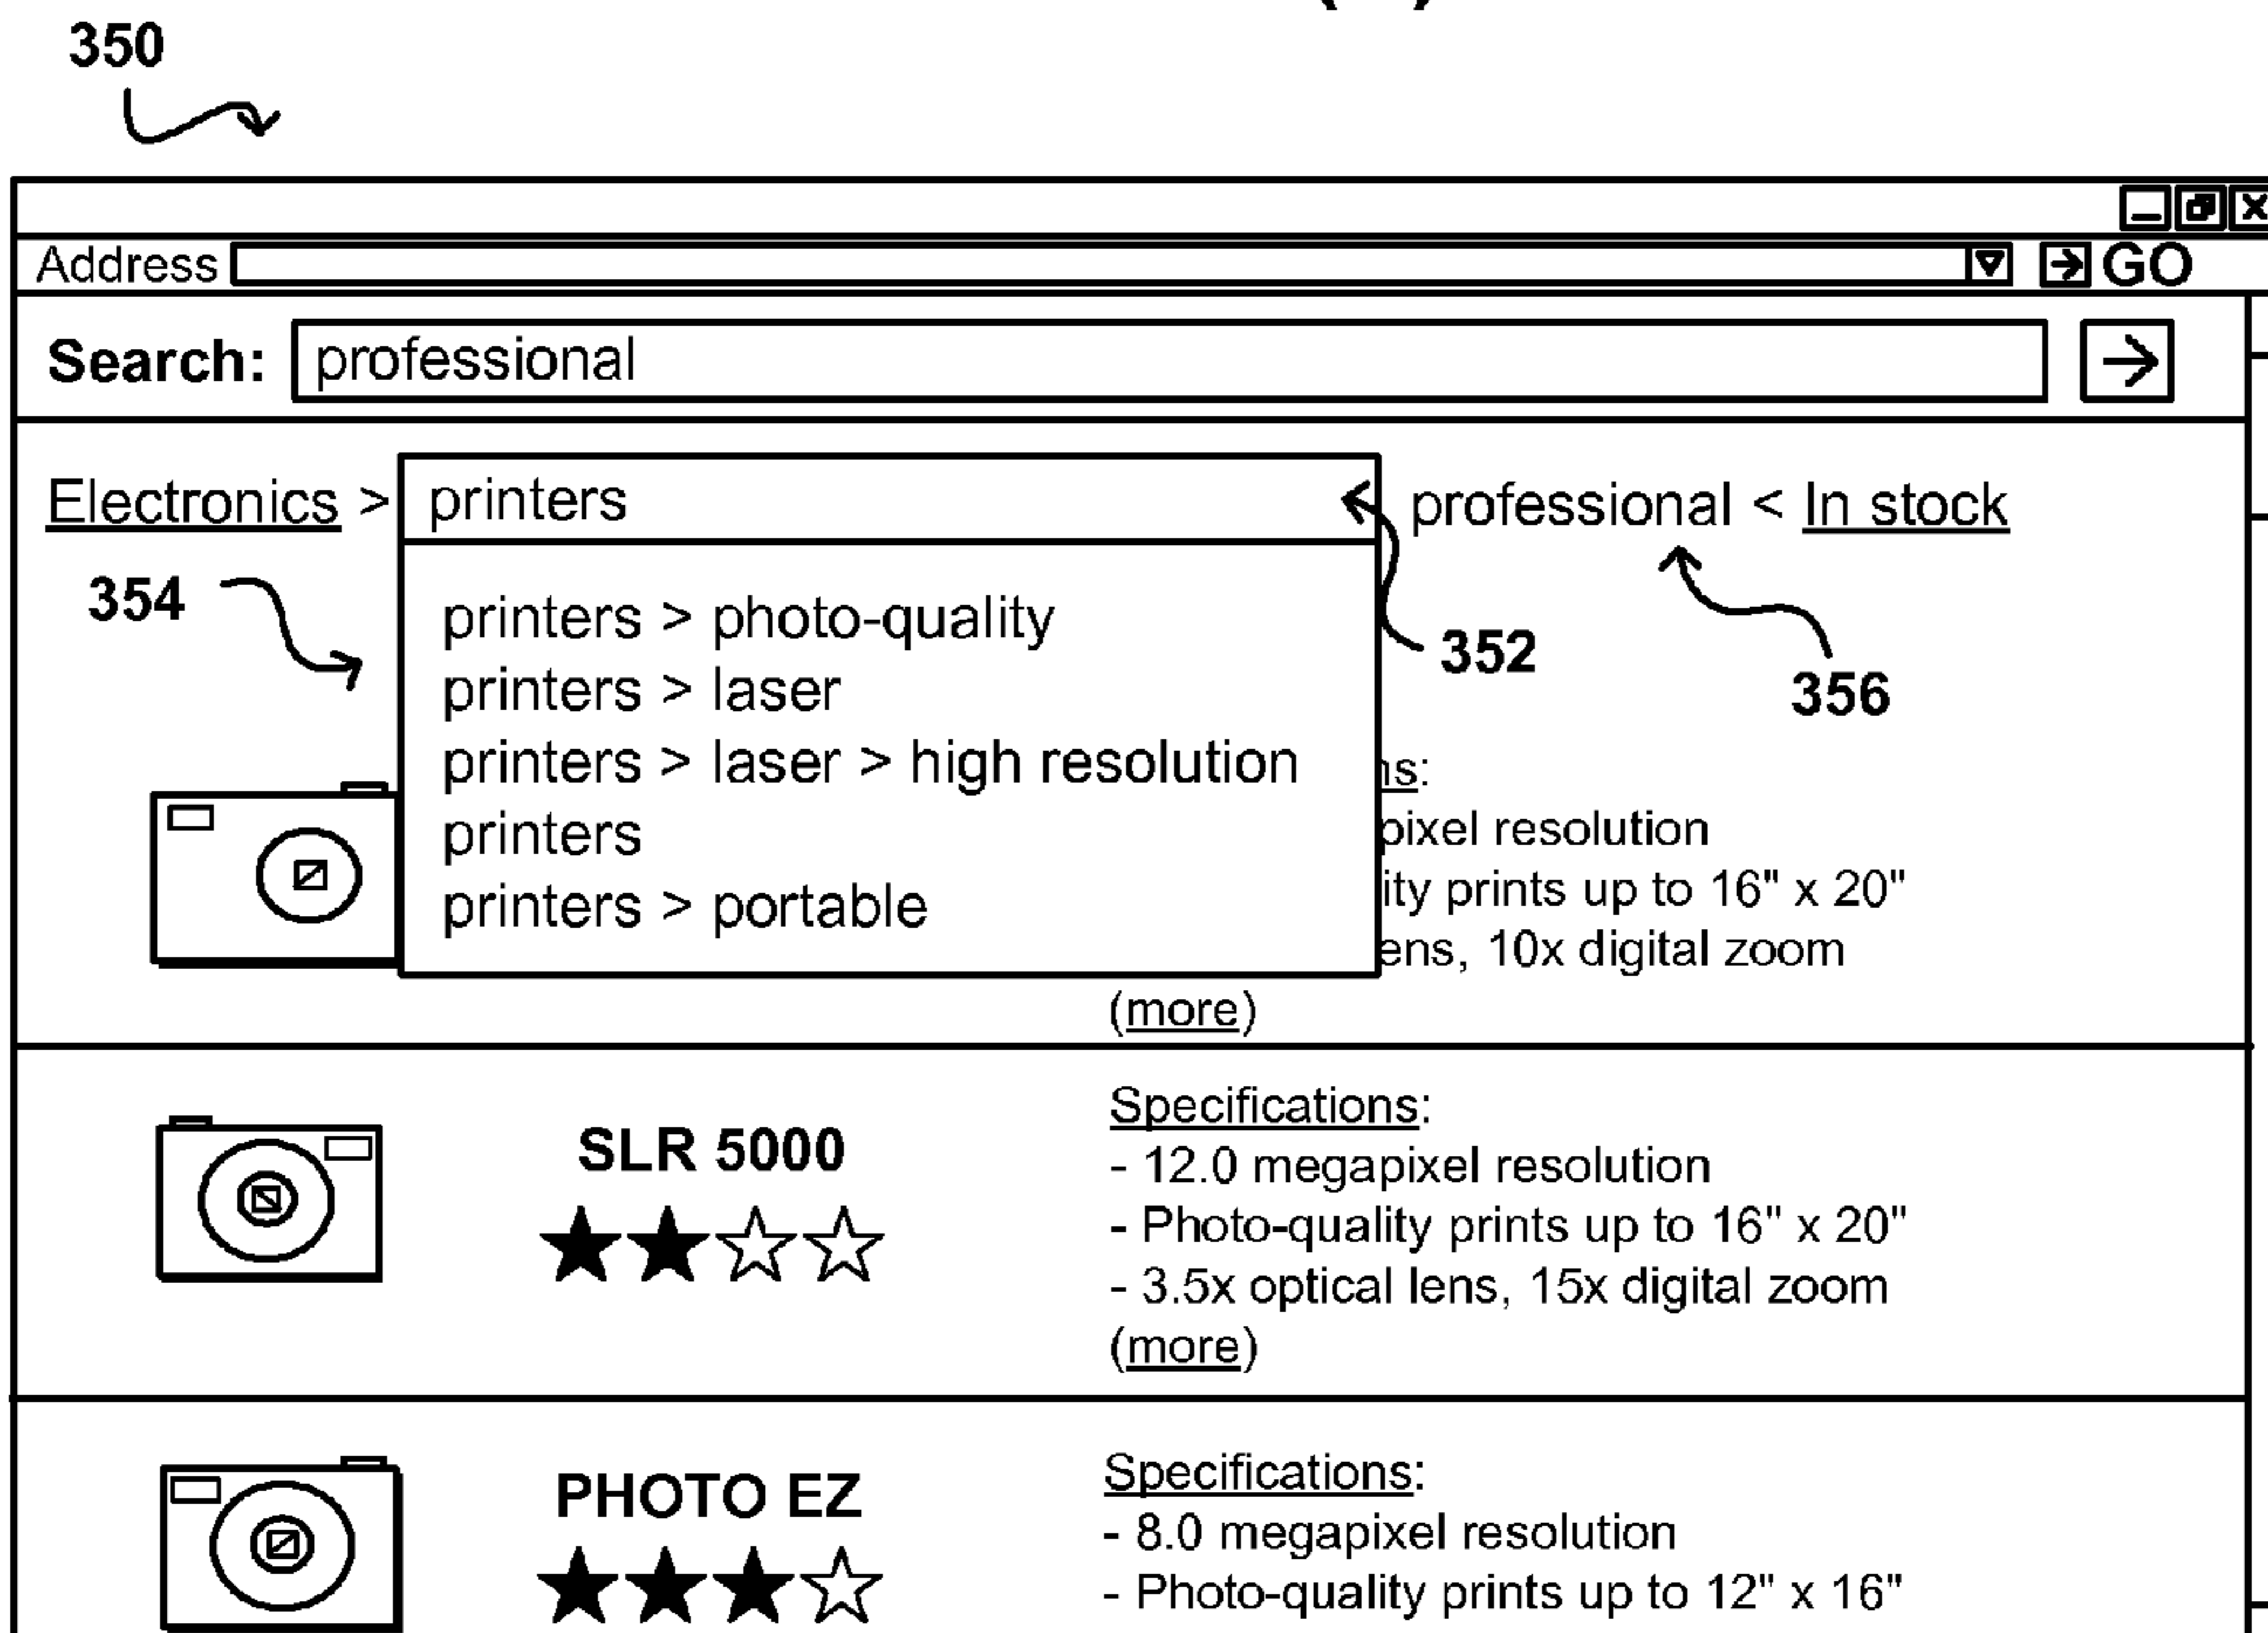 350
Address GO
Search: professional
Electronics > printers professional < In stock
354
printers > photo-quality
352
printers > laser
356
printers > laser > high resolution
printers
pixel resolution
printers > portable
prints up to 16" x 20"
10x digital zoom
(more)
Specifications:
SLR 5000
- 12.0 megapixel resolution
- Photo-quality prints up to 16" x 20"
- 3.5x optical lens, 15x digital zoom
(more)
Specifications:
PHOTO EZ
- 8.0 megapixel resolution
- Photo-quality prints up to 12" x 16"